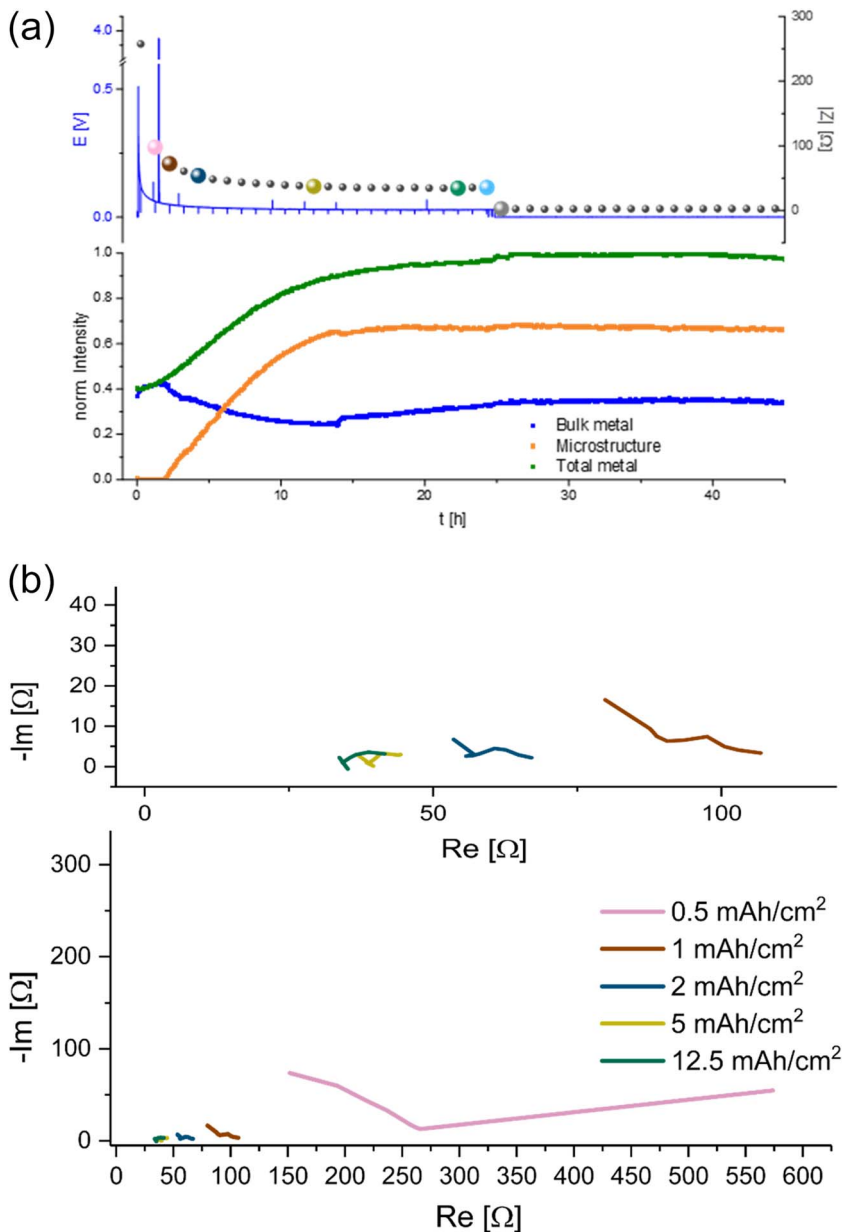 (a)
4.0
0.5
0.0
E [V]
300
200
100
0
|Z| [Ω]
1.0
0.8
0.6
0.4
0.2
0.0
norm. Intensity
Bulk metal
Microstructure
Total metal
0 10 20 30 40
t [h]
(b)
40
30
20
10
0
-Im [Ω]
0 50 100
Re [Ω]
300
200
100
0
-Im [Ω]
0.5 mAh/cm²
1 mAh/cm²
2 mAh/cm²
5 mAh/cm²
12.5 mAh/cm²
0 50 100 150 200 250 300 350 400 450 500 550 600
Re [Ω]